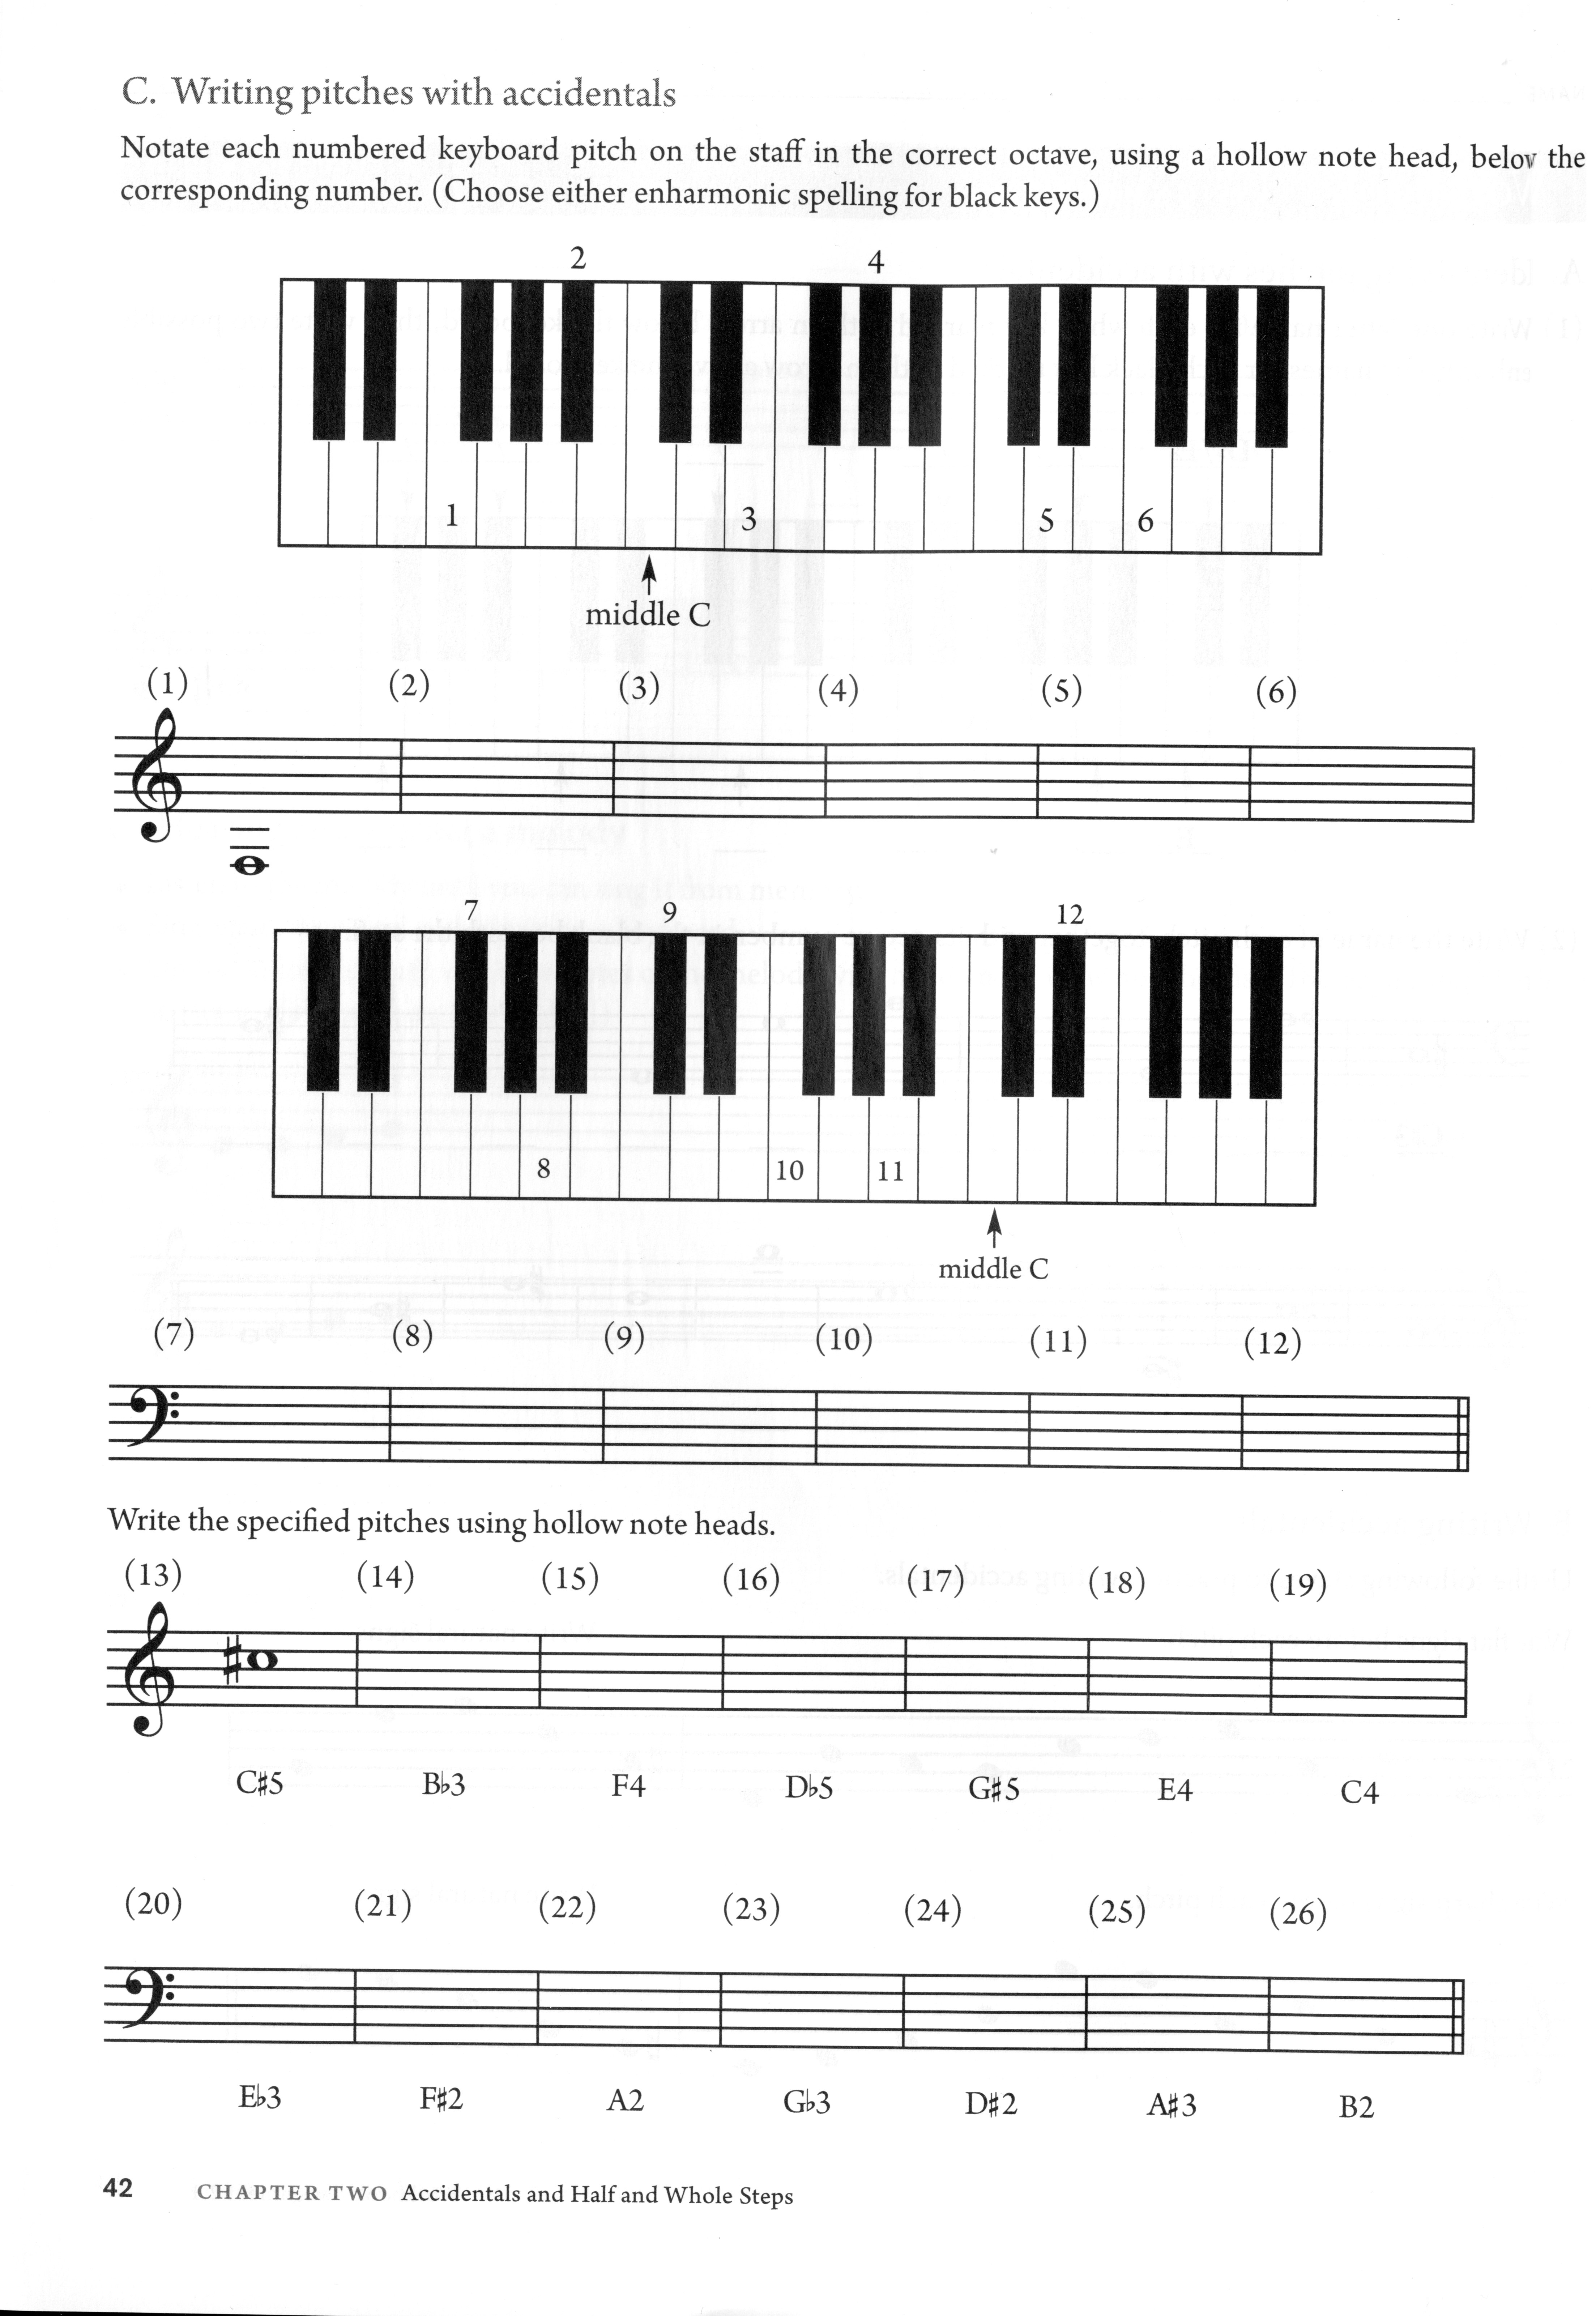 C. Writing pitches with accidentals
Notate each numbered keyboard pitch on the staff in the correct octave, using a hollow note head, below the
corresponding number. (Choose either enharmonic spelling for black keys.)
2 4
1 3 5 6
middle C
(1) (2) (3) (4) (5) (6)
7 9 12
8 10 11
middle C
(7) (8) (9) (10) (11) (12)
Write the specified pitches using hollow note heads.
(13) (14) (15) (16) (17) (18) (19)
C♯5 B♭3 F4 D♭5 G♯5 E4 C4
(20) (21) (22) (23) (24) (25) (26)
E♭3 F♯2 A2 G♭3 D♯2 A♯3 B2
42 CHAPTER TWO Accidentals and Half and Whole Steps